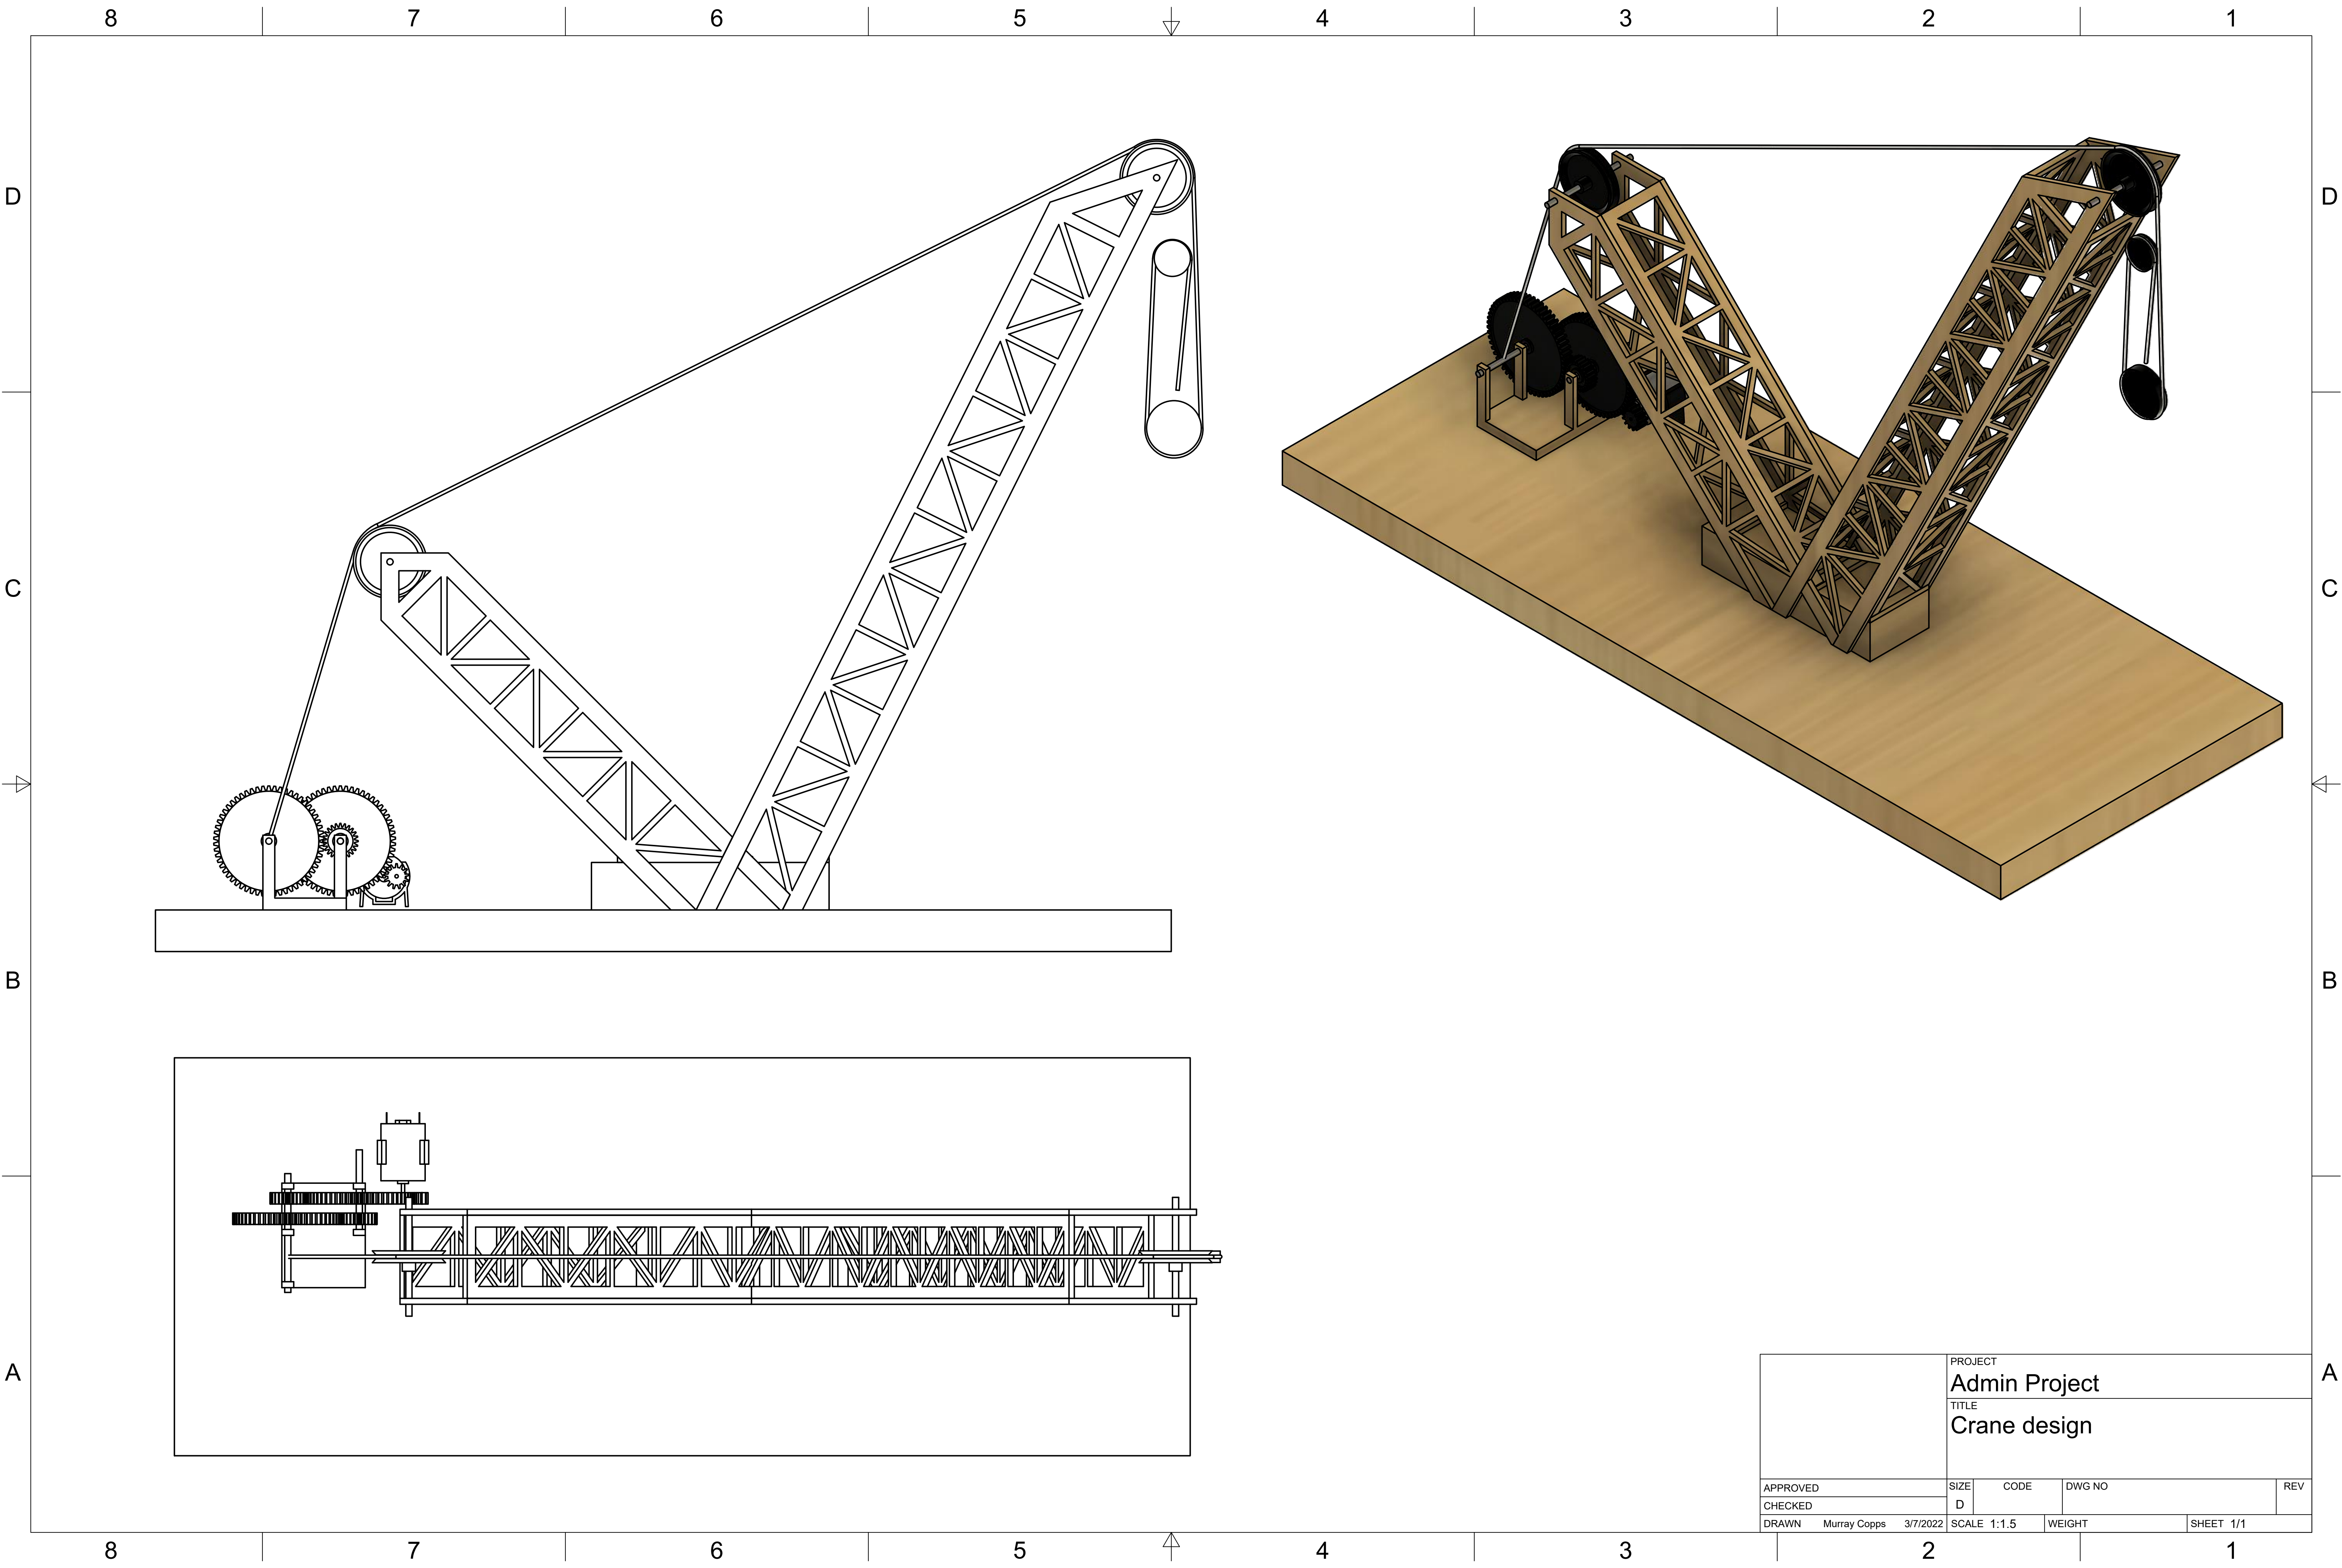 8 7 6 5 4 3 2 1
D D
C C
B B
A A
PROJECT
Admin Project
TITLE
Crane design
APPROVED
CHECKED
DRAWN Murray Copps 3/7/2022
SIZE CODE DWG NO REV
D
SCALE 1:1.5 WEIGHT SHEET 1/1
8 7 6 5 4 3 2 1